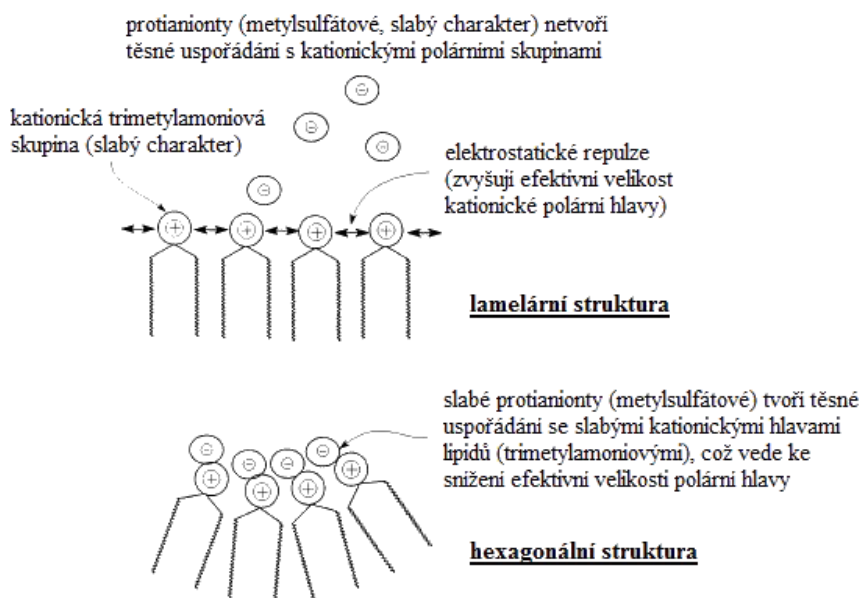 protianionty (metylsulfátové, slabý charakter) netvoří
těsné uspořádání s kationickými polárními skupinami
kationická trimetylamoniová
skupina (slabý charakter)
elektrostatické repulze
(zvyšují efektivní velikost
kationické polární hlavy)
lamelární struktura
slabé protianionty (metylsulfátové) tvoří těsné
uspořádání se slabými kationickými hlavami
lipidů (trimetylamoniovými), což vede ke
snížení efektivity velikosti polární hlavy
hexagonální struktura